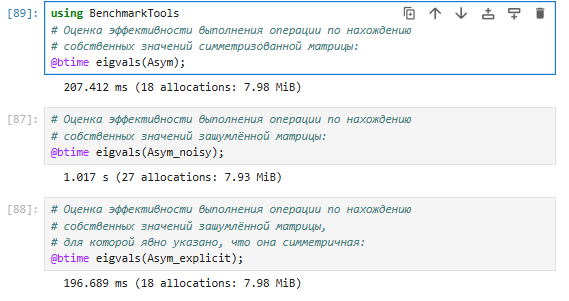 [89]: using BenchmarkTools
# Оценка эффективности выполнения операции по нахождению
# собственных значений симметризованной матрицы:
@btime eigvals(Asym);
207.412 ms (18 allocations: 7.98 MiB)
[87]: # Оценка эффективности выполнения операции по нахождению
# собственных значений зашумлённой матрицы:
@btime eigvals(Asym_noisy);
1.017 s (27 allocations: 7.93 MiB)
[88]: # Оценка эффективности выполнения операции по нахождению
# собственных значений зашумлённой матрицы,
# для которой явно указано, что она симметричная:
@btime eigvals(Asym_explicit);
196.689 ms (18 allocations: 7.98 MiB)